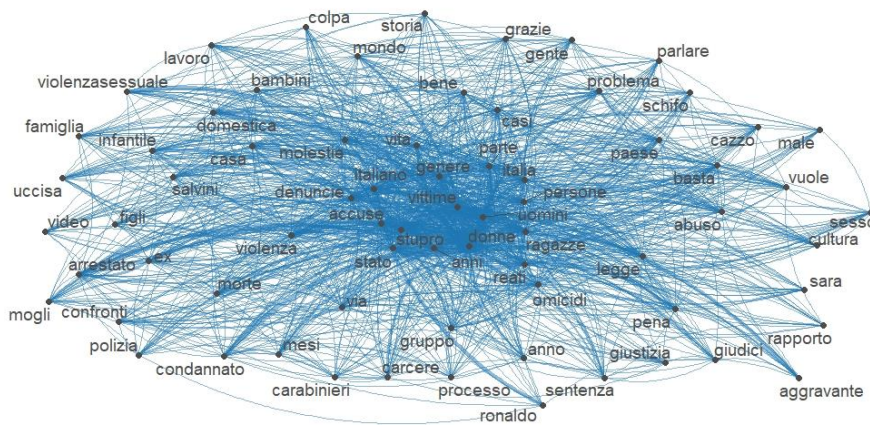 colpa
storia
grazie
lavoro
mondo
gente
parlare
violenzasessuale
bambini
bene
problema
schifo
famiglia
domestica
casi
cazzo
male
infantile
casa
molestie
vita
parte
paese
uccisa
salvini
italiano
genere
italia
basta
vuole
denuncie
vittime
persone
video
figli
accuse
uomini
abuso
sesso
violenza
stupro
donne
ragazze
cultura
arrestato
ex
stato
anni
reati
legge
sara
mogli
confronti
morte
via
omicidi
pena
rapporto
polizia
condannato
mesi
gruppo
anno
giustizia
giudici
carabinieri
carcere
processo
sentenza
aggravante
ronaldo